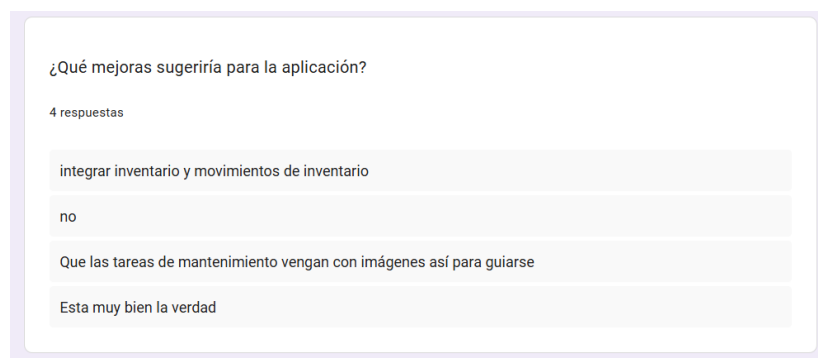 ¿Qué mejoras sugeriría para la aplicación?
4 respuestas
integrar inventario y movimientos de inventario
no
Que las tareas de mantenimiento vengan con imágenes así para guiarse
Esta muy bien la verdad